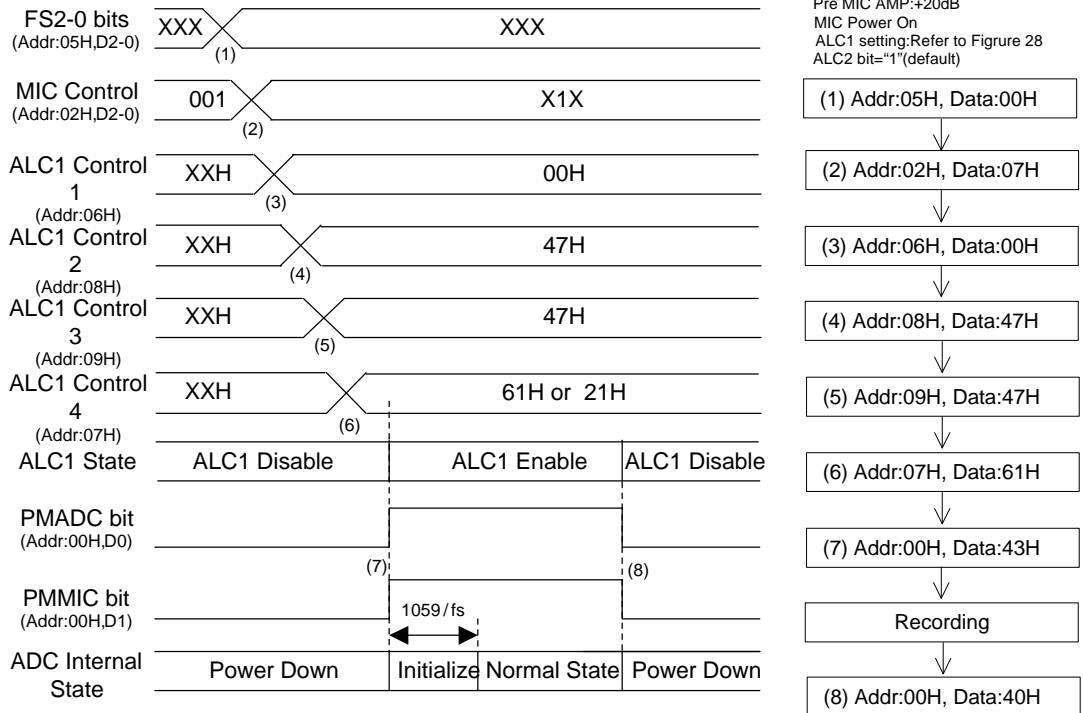 FS2-0 bits
(Addr:05H,D2-0)
XXX
XXX
(1)
MIC Control
(Addr:02H,D2-0)
001
X1X
(2)
ALC1 Control
1
(Addr:06H)
XXH
00H
(3)
ALC1 Control
2
(Addr:08H)
XXH
47H
(4)
ALC1 Control
3
(Addr:09H)
XXH
47H
(5)
ALC1 Control
4
(Addr:07H)
XXH
61H or 21H
(6)
ALC1 State
ALC1 Disable
ALC1 Enable
ALC1 Disable
PMADC bit
(Addr:00H,D0)
(7)
(8)
PMMIC bit
(Addr:00H,D1)
1059/fs
ADC Internal
State
Power Down
Initialize
Normal State
Power Down
Pre MIC AMP:+20dB
MIC Power On
ALC1 setting:Refer to Figrure 28
ALC2 bit=“1”(default)
(1) Addr:05H, Data:00H
(2) Addr:02H, Data:07H
(3) Addr:06H, Data:00H
(4) Addr:08H, Data:47H
(5) Addr:09H, Data:47H
(6) Addr:07H, Data:61H
(7) Addr:00H, Data:43H
Recording
(8) Addr:00H, Data:40H